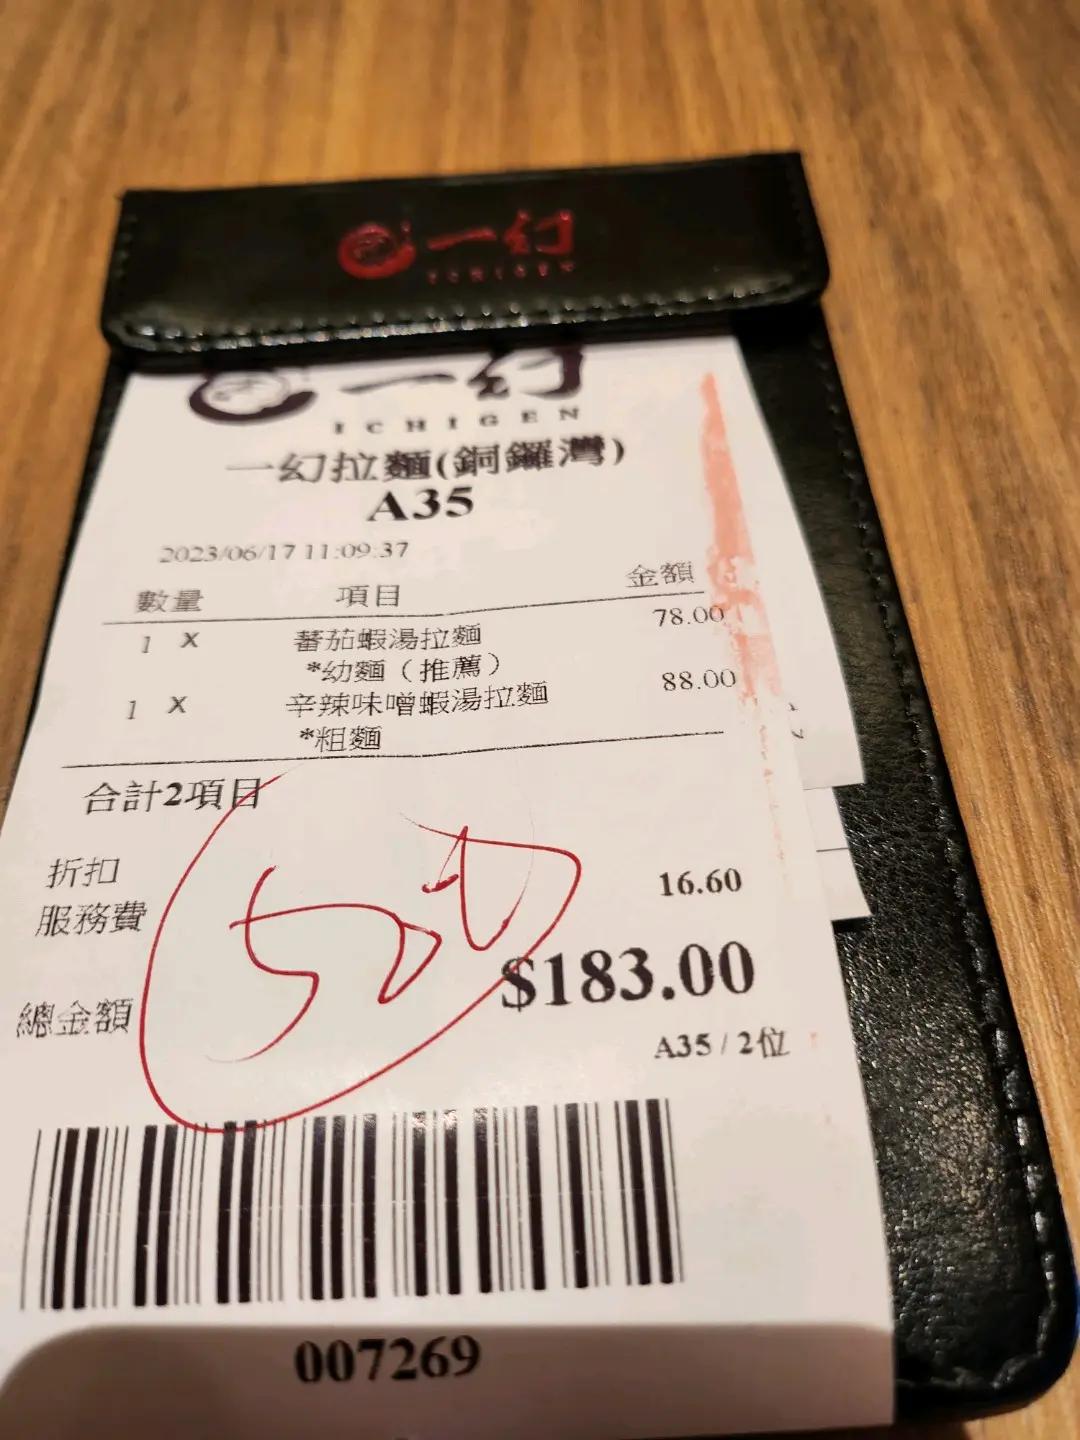 一幻
ICHIGEN
一幻
ICHIGEN
一幻拉麵(銅鑼灣)
A35
2023/06/17 11:09:37
數量 項目 金額
1 X 蕃茄蝦湯拉麵 78.00
*幼麵（推薦）
1 X 辛辣味噌蝦湯拉麵 88.00
*粗麵
合計2項目
折扣
服務費 16.60
總金額 $183.00
A35 / 2位
007269